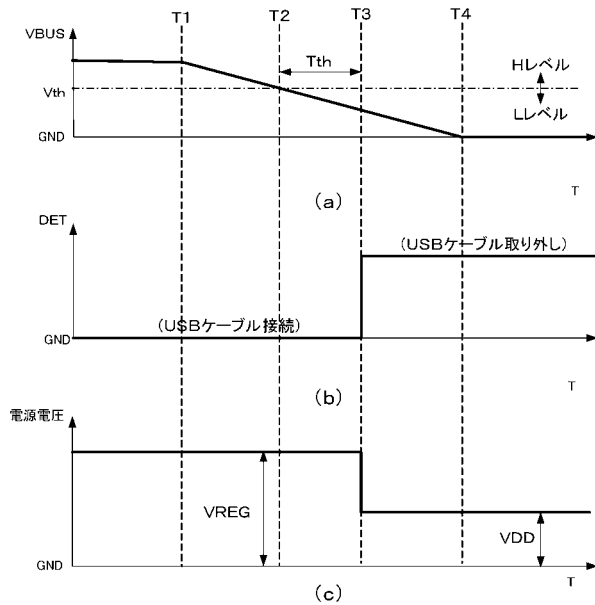 T1 T2 T3 T4
VBUS
Tth
Hレベル
Vth
Lレベル
GND
T
(a)
DET
(USBケーブル取り外し)
(USBケーブル接続)
GND
T
(b)
電源電圧
VREG
VDD
GND
T
(c)